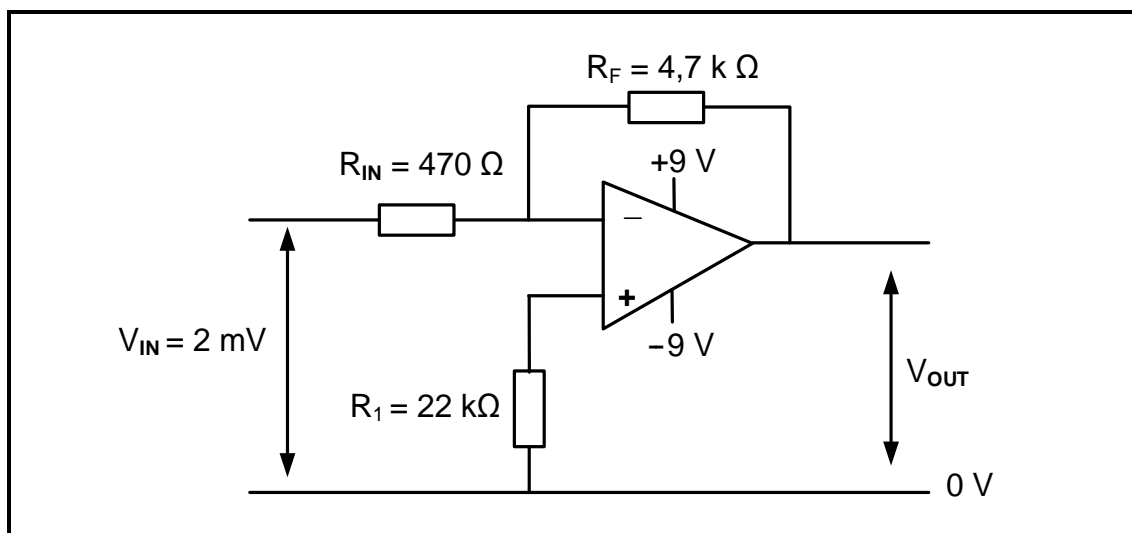 R_F = 4,7 k Ω
R_IN = 470 Ω
+9 V
−
+
−9 V
V_IN = 2 mV
R_1 = 22 kΩ
V_OUT
0 V